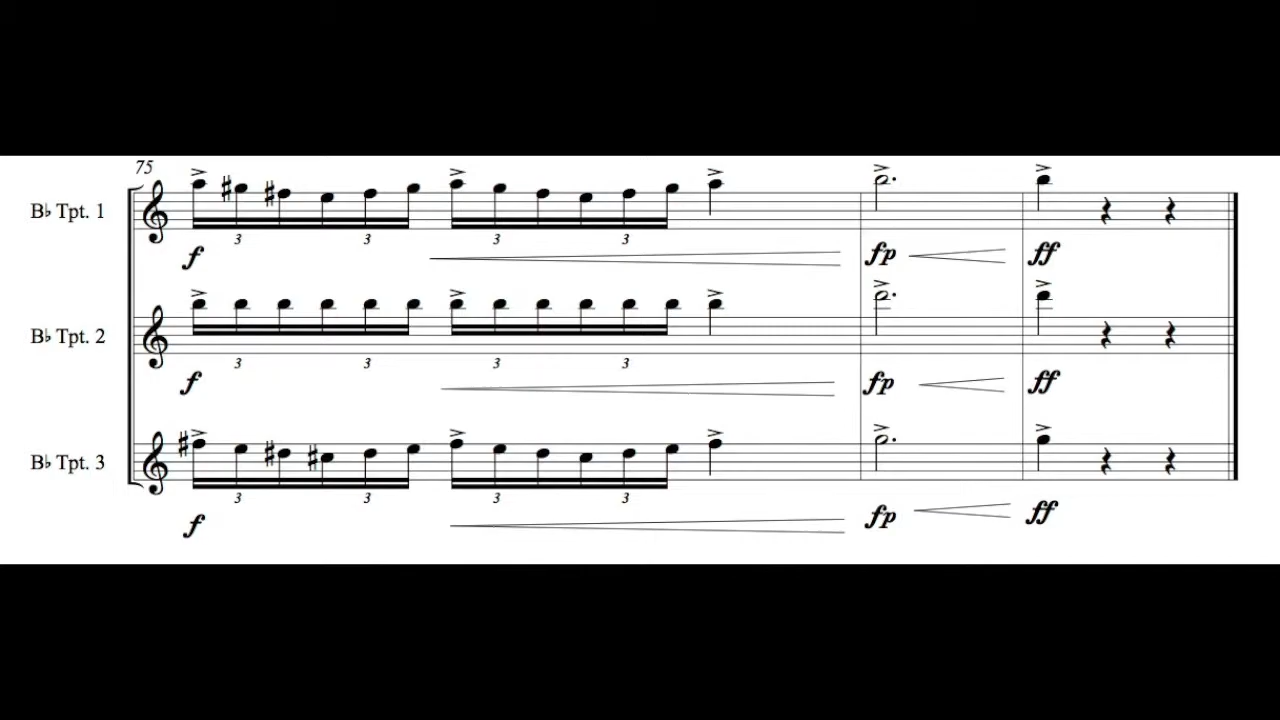 75
B♭ Tpt. 1
3 3 3 3
f fp ff
B♭ Tpt. 2
3 3 3 3
f fp ff
B♭ Tpt. 3
3 3 3 3
f fp ff